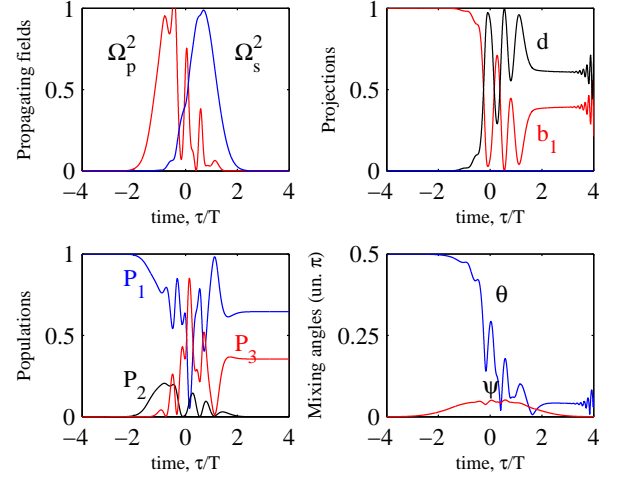 Propagating fields
1
0.5
0
Ω_p^2
Ω_s^2
−4 −2 0 2 4
time, τ/T
Projections
1
0.5
0
d
b_1
−4 −2 0 2 4
time, τ/T
Populations
1
0.5
0
P_1
P_2
P_3
−4 −2 0 2 4
time, τ/T
Mixing angles (un. π)
0.5
0.25
0
θ
ψ
−4 −2 0 2 4
time, τ/T